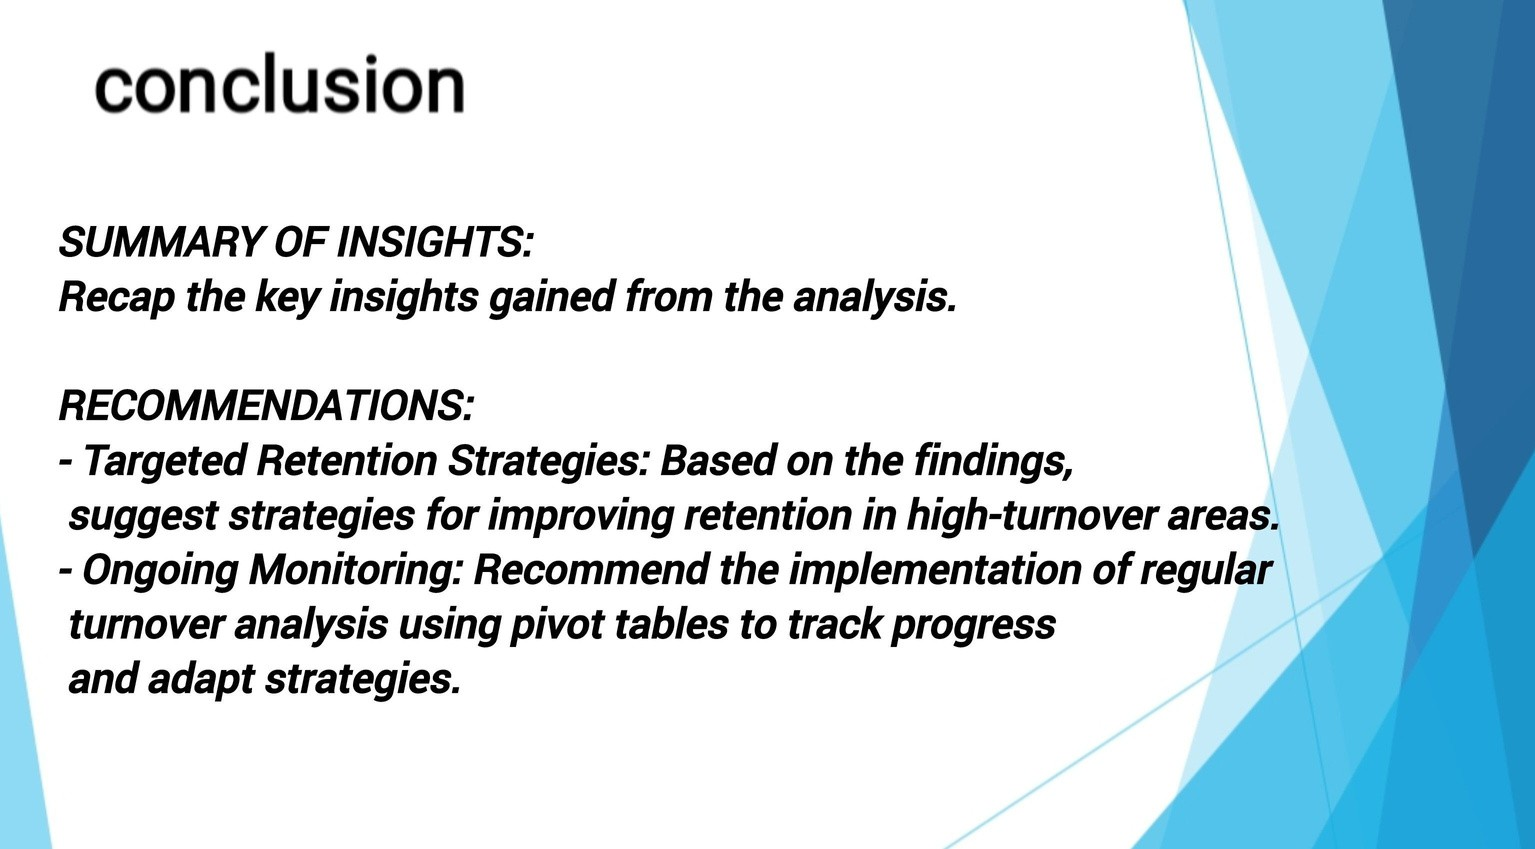 conclusion
SUMMARY OF INSIGHTS:
Recap the key insights gained from the analysis.
RECOMMENDATIONS:
- Targeted Retention Strategies: Based on the findings,
suggest strategies for improving retention in high-turnover areas.
- Ongoing Monitoring: Recommend the implementation of regular
turnover analysis using pivot tables to track progress
and adapt strategies.